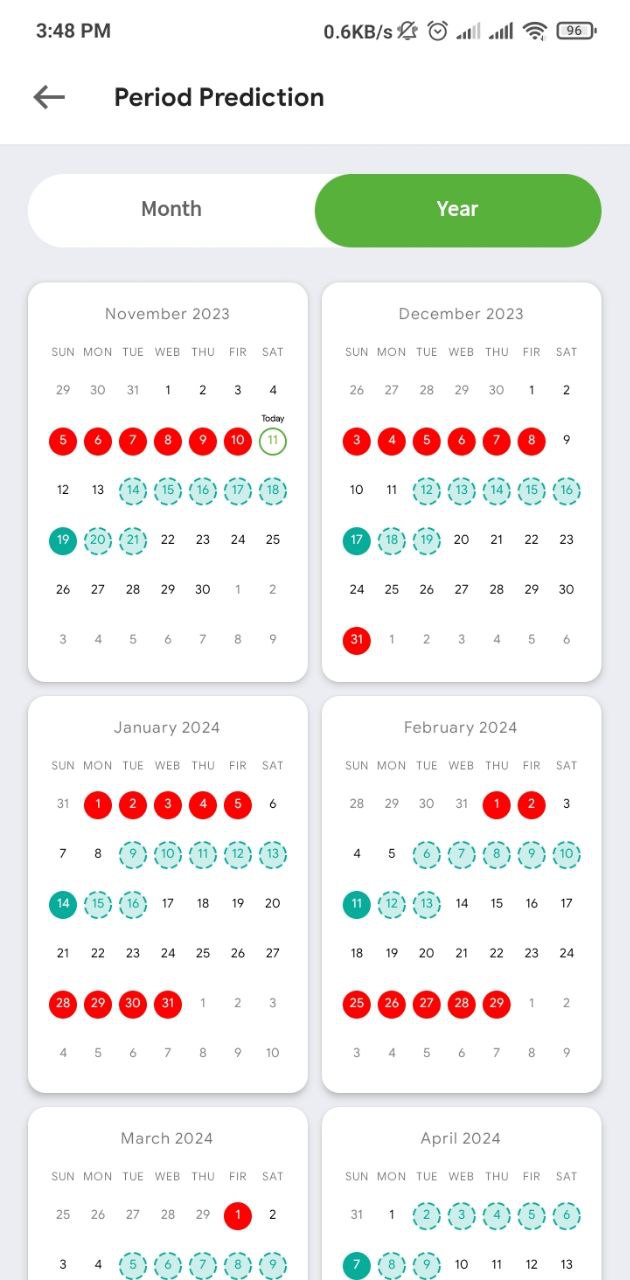 3:48 PM 0.6KB/s 96
Period Prediction
Month Year
November 2023
SUN MON TUE WEB THU FIR SAT
29 30 31 1 2 3 4
Today
5 6 7 8 9 10 11
12 13 14 15 16 17 18
19 20 21 22 23 24 25
26 27 28 29 30 1 2
3 4 5 6 7 8 9
December 2023
SUN MON TUE WEB THU FIR SAT
26 27 28 29 30 1 2
3 4 5 6 7 8 9
10 11 12 13 14 15 16
17 18 19 20 21 22 23
24 25 26 27 28 29 30
31 1 2 3 4 5 6
January 2024
SUN MON TUE WEB THU FIR SAT
31 1 2 3 4 5 6
7 8 9 10 11 12 13
14 15 16 17 18 19 20
21 22 23 24 25 26 27
28 29 30 31 1 2 3
4 5 6 7 8 9 10
February 2024
SUN MON TUE WEB THU FIR SAT
28 29 30 31 1 2 3
4 5 6 7 8 9 10
11 12 13 14 15 16 17
18 19 20 21 22 23 24
25 26 27 28 29 1 2
3 4 5 6 7 8 9
March 2024
SUN MON TUE WEB THU FIR SAT
25 26 27 28 29 1 2
3 4 5 6 7 8 9
April 2024
SUN MON TUE WEB THU FIR SAT
31 1 2 3 4 5 6
7 8 9 10 11 12 13